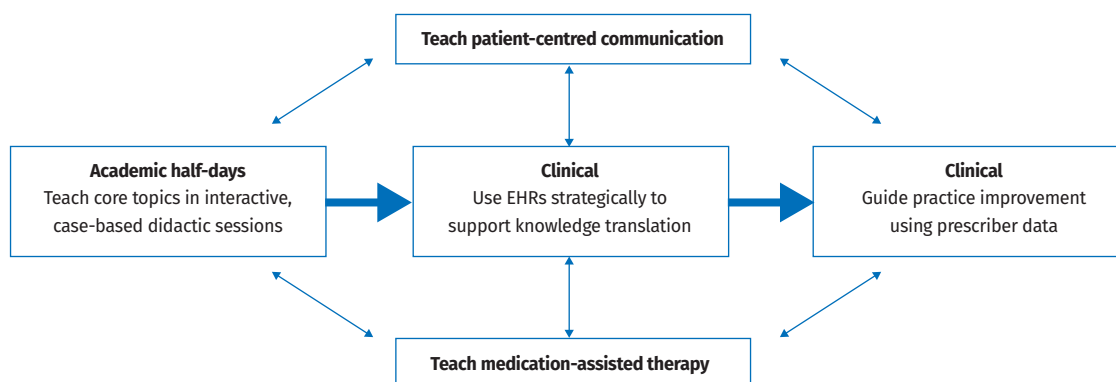 Teach patient-centred communication
Academic half-days
Teach core topics in interactive,
case-based didactic sessions
Clinical
Use EHRs strategically to
support knowledge translation
Clinical
Guide practice improvement
using prescriber data
Teach medication-assisted therapy